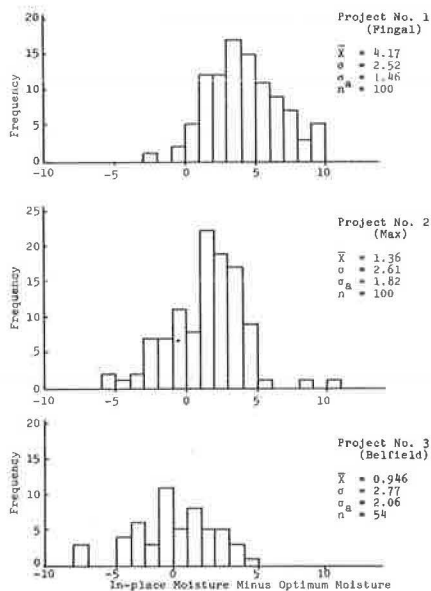 Project No. 1
(Fingal)
X̄ = 4.17
σ = 2.52
σa = 1.46
n = 100
Frequency
20
15
10
5
0
-10 -5 0 5 10
Project No. 2
(Max)
X̄ = 1.36
σ = 2.61
σa = 1.82
n = 100
Frequency
25
20
15
10
5
0
-10 -5 0 5 10
Project No. 3
(Belfield)
X̄ = 0.946
σ = 2.77
σa = 2.06
n = 54
Frequency
20
15
10
5
0
-10 -5 0 5 10
In-place Moisture Minus Optimum Moisture